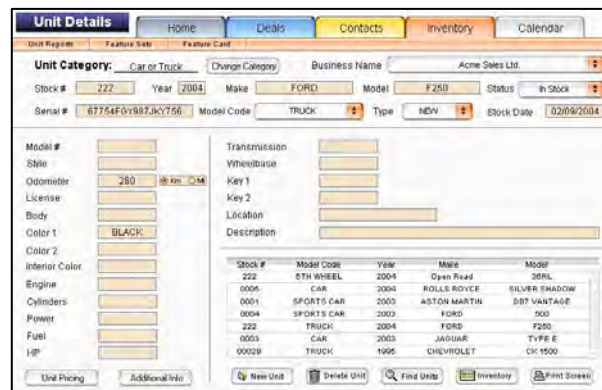 Unit Details Home Deals Contacts Inventory Calendar
Unit Reports Feature Sets Feature Card
Unit Category: Car or Truck Change Category Business Name Acme Sales Ltd.
Stock # 222 Year 2004 Make FORD Model F250 Status In Stock
Serial # 67754FGY987JKY756 Model Code TRUCK Type NEW Stock Date 02/09/2004
Model # Transmission
Style Wheelbase
Odometer 280 Km Mi Key 1
License Key 2
Body Location
Color 1 BLACK Description
Color 2
Interior Color
Engine
Cylinders
Power
Fuel
HP
Stock # Model Code Year Make Model
222 5TH WHEEL 2004 Open Road 36RL
0005 CAR 2004 ROLLS ROYCE SILVER SHADOW
0001 SPORTS CAR 2003 ASTON MARTIN DB7 VANTAGE
0004 SPORTS CAR 2003 FORD 500
222 TRUCK 2004 FORD F250
0003 CAR 2003 JAGUAR TYPE E
0002B TRUCK 1995 CHEVROLET CK 1500
Unit Pricing Additional Info New Unit Delete Unit Find Units Inventory Print Screen